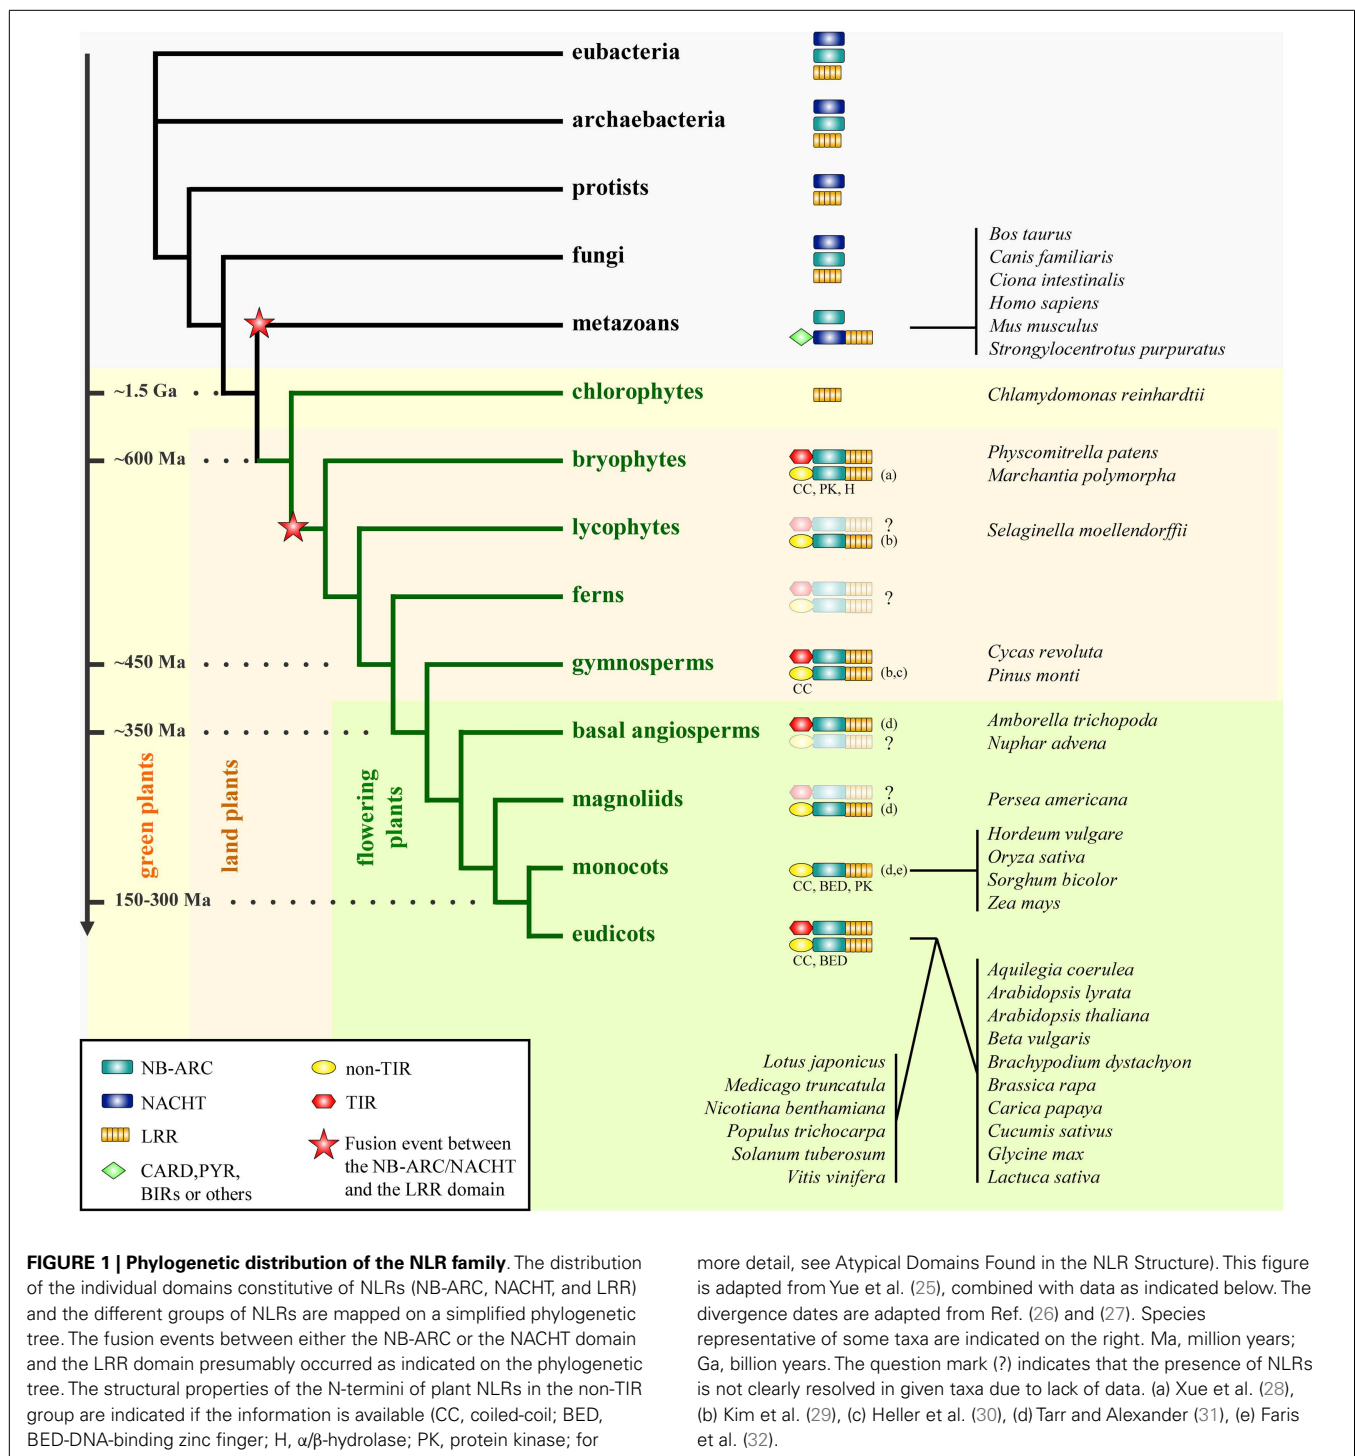 eubacteria
archaebacteria
protists
fungi
metazoans
Bos taurus
Canis familiaris
Ciona intestinalis
Homo sapiens
Mus musculus
Strongylocentrotus purpuratus
~1.5 Ga
chlorophytes
Chlamydomonas reinhardtii
~600 Ma
bryophytes
(a)
CC, PK, H
Physcomitrella patens
Marchantia polymorpha
lycophytes
?
(b)
Selaginella moellendorffii
ferns
?
~450 Ma
gymnosperms
(b,c)
CC
Cycas revoluta
Pinus monti
~350 Ma
basal angiosperms
(d)
?
Amborella trichopoda
Nuphar advena
green plants
land plants
flowering
plants
magnoliids
?
(d)
Persea americana
monocots
(d,e)
CC, BED, PK
Hordeum vulgare
Oryza sativa
Sorghum bicolor
Zea mays
150-300 Ma
eudicots
CC, BED
Aquilegia coerulea
Arabidopsis lyrata
Arabidopsis thaliana
Beta vulgaris
Brachypodium dystachyon
Brassica rapa
Carica papaya
Cucumis sativus
Glycine max
Lactuca sativa
Lotus japonicus
Medicago truncatula
Nicotiana benthamiana
Populus trichocarpa
Solanum tuberosum
Vitis vinifera
NB-ARC
NACHT
LRR
CARD,PYR,
BIRs or others
non-TIR
TIR
Fusion event between
the NB-ARC/NACHT
and the LRR domain
FIGURE 1 | Phylogenetic distribution of the NLR family. The distribution
of the individual domains constitutive of NLRs (NB-ARC, NACHT, and LRR)
and the different groups of NLRs are mapped on a simplified phylogenetic
tree. The fusion events between either the NB-ARC or the NACHT domain
and the LRR domain presumably occurred as indicated on the phylogenetic
tree. The structural properties of the N-termini of plant NLRs in the non-TIR
group are indicated if the information is available (CC, coiled-coil; BED,
BED-DNA-binding zinc finger; H, α/β-hydrolase; PK, protein kinase; for
more detail, see Atypical Domains Found in the NLR Structure). This figure
is adapted from Yue et al. (25), combined with data as indicated below. The
divergence dates are adapted from Ref. (26) and (27). Species
representative of some taxa are indicated on the right. Ma, million years;
Ga, billion years. The question mark (?) indicates that the presence of NLRs
is not clearly resolved in given taxa due to lack of data. (a) Xue et al. (28),
(b) Kim et al. (29), (c) Heller et al. (30), (d) Tarr and Alexander (31), (e) Faris
et al. (32).